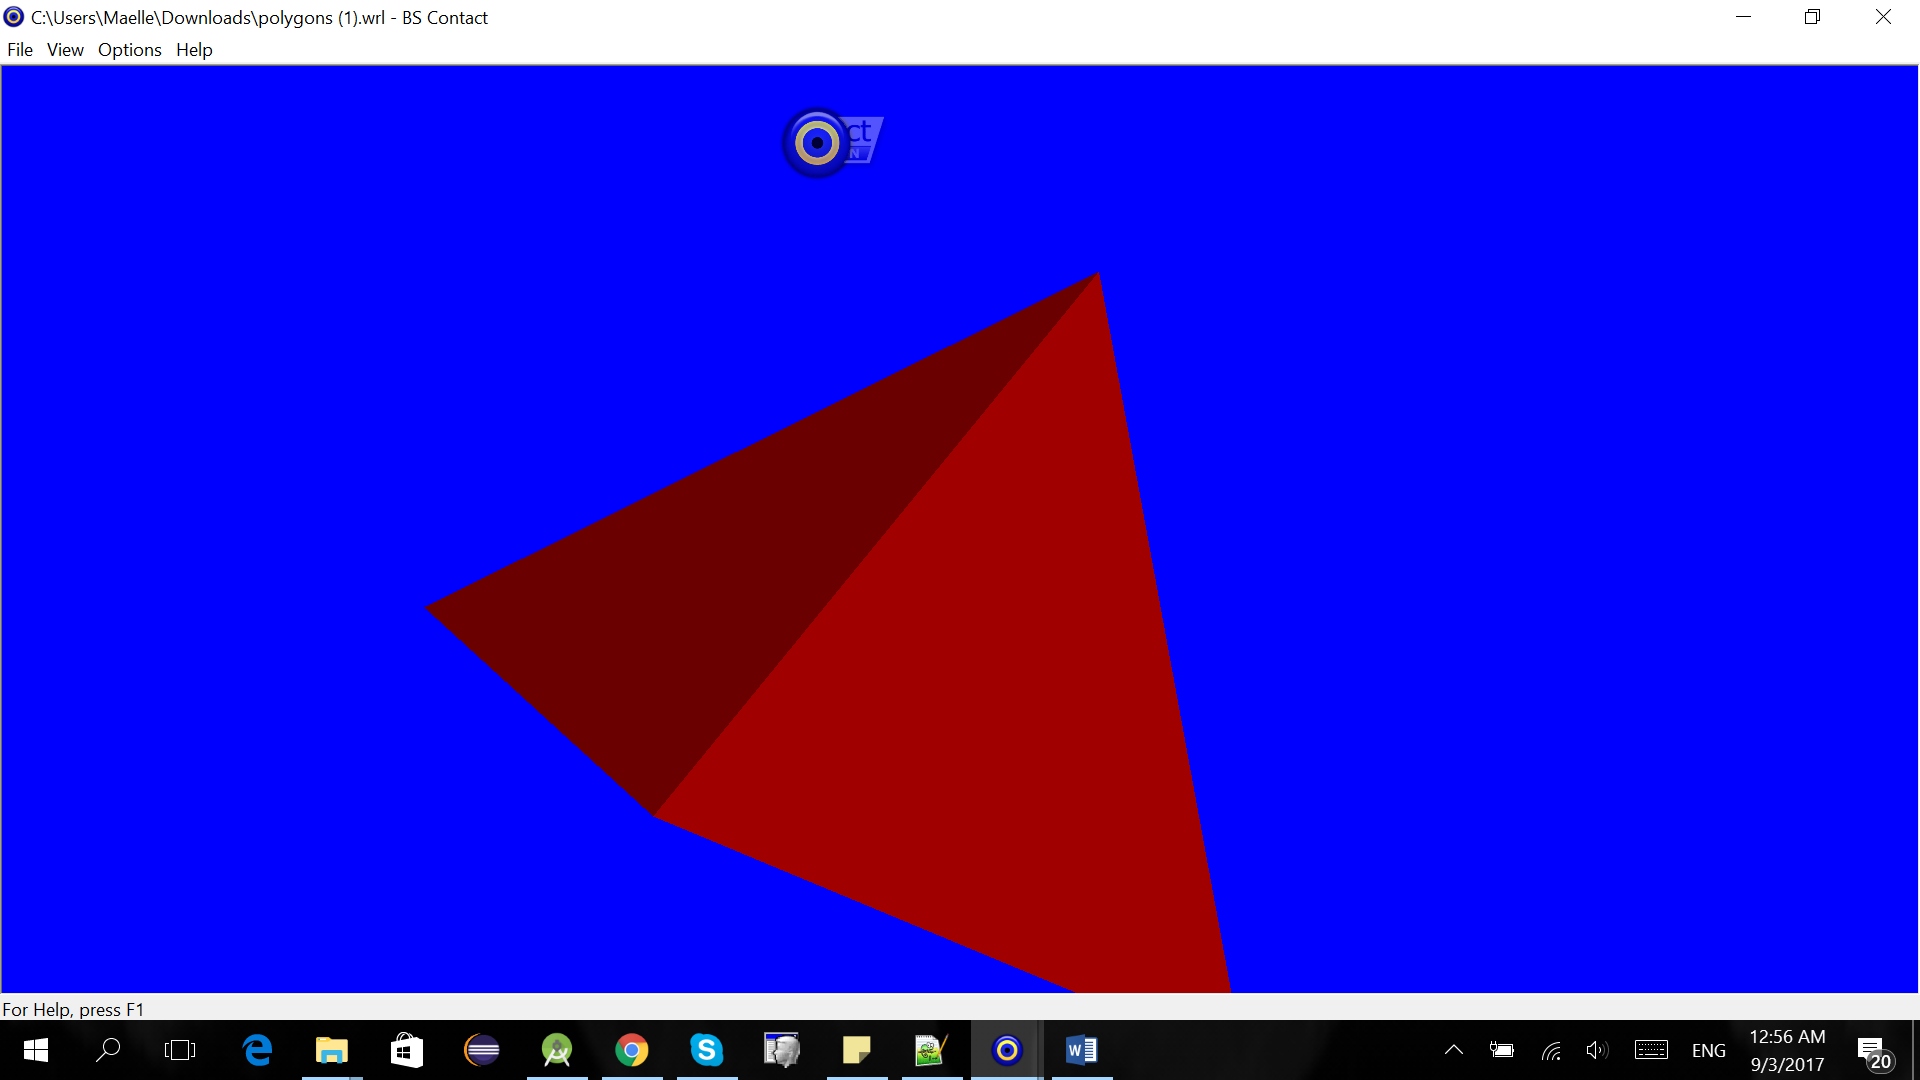 C:\Users\Maelle\Downloads\polygons (1).wrl - BS Contact
File View Options Help
ct
N
For Help, press F1
ENG
12:56 AM
9/3/2017
20